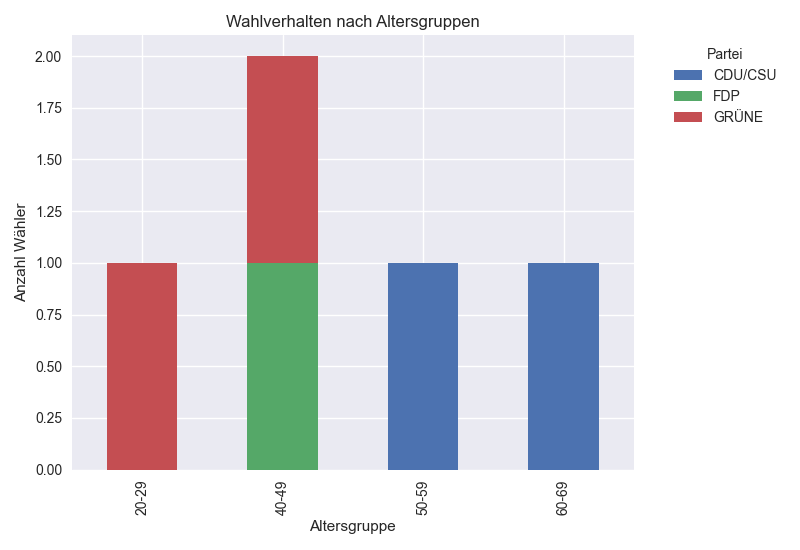 Wahlverhalten nach Altersgruppen
Partei
CDU/CSU
FDP
GRÜNE
Anzahl Wähler
2.00
1.75
1.50
1.25
1.00
0.75
0.50
0.25
0.00
20-29
40-49
50-59
60-69
Altersgruppe